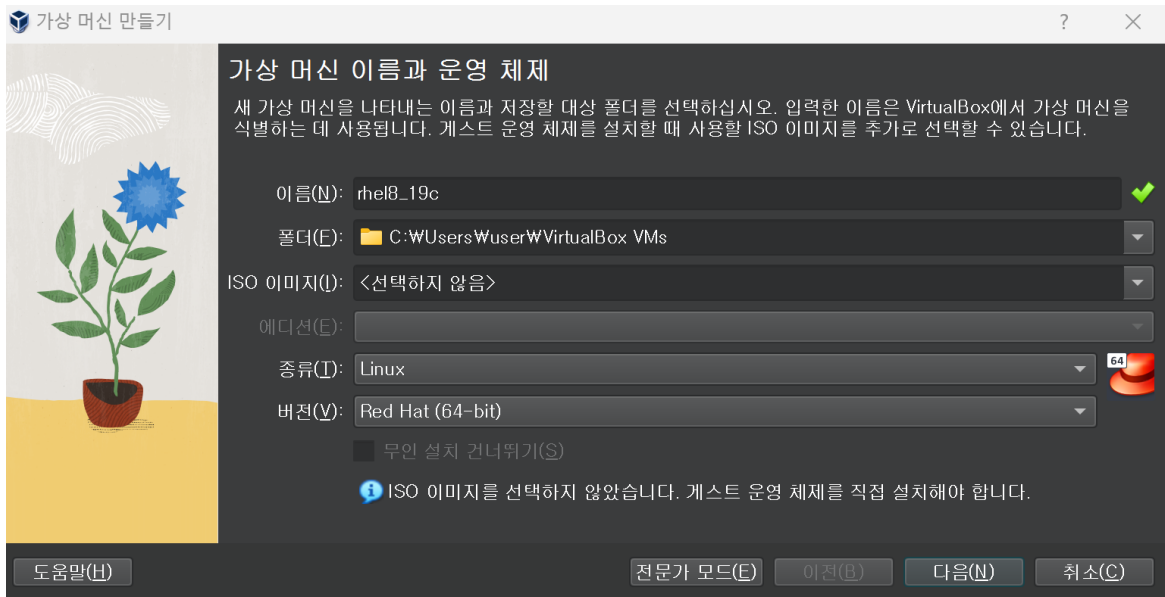 가상 머신 만들기
?
가상 머신 이름과 운영 체제
새 가상 머신을 나타내는 이름과 저장할 대상 폴더를 선택하십시오. 입력한 이름은 VirtualBox에서 가상 머신을
식별하는 데 사용됩니다. 게스트 운영 체제를 설치할 때 사용할 ISO 이미지를 추가로 선택할 수 있습니다.
이름(N): rhel8_19c
폴더(F): C:₩Users₩user₩VirtualBox VMs
ISO 이미지(I): <선택하지 않음>
에디션(E):
종류(T): Linux
64
버전(V): Red Hat (64-bit)
무인 설치 건너뛰기(S)
ISO 이미지를 선택하지 않았습니다. 게스트 운영 체제를 직접 설치해야 합니다.
도움말(H) 전문가 모드(E) 이전(B) 다음(N) 취소(C)